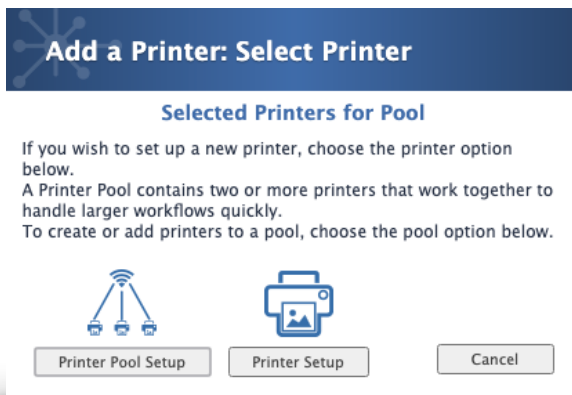 Add a Printer: Select Printer
Selected Printers for Pool
If you wish to set up a new printer, choose the printer option
below.
A Printer Pool contains two or more printers that work together to
handle larger workflows quickly.
To create or add printers to a pool, choose the pool option below.
Printer Pool Setup
Printer Setup
Cancel